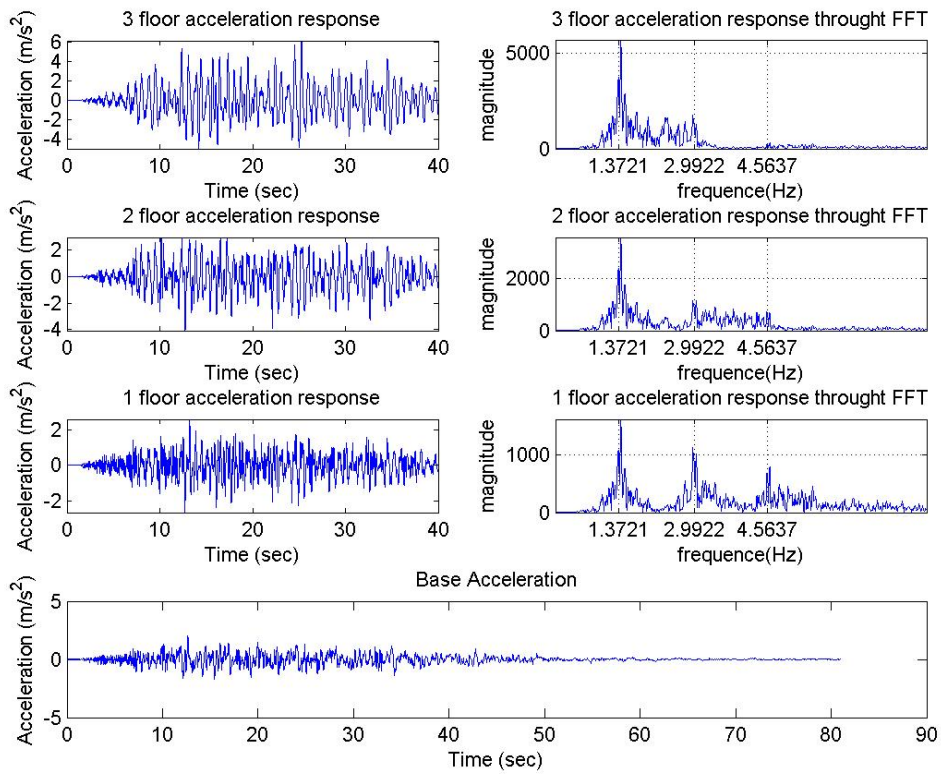 3 floor acceleration response
Acceleration (m/s²)
6
4
2
0
-2
-4
0 10 20 30 40
Time (sec)
3 floor acceleration response throught FFT
magnitude
5000
0
1.3721 2.9922 4.5637
frequence(Hz)
2 floor acceleration response
Acceleration (m/s²)
2
0
-2
-4
0 10 20 30 40
Time (sec)
2 floor acceleration response throught FFT
magnitude
2000
0
1.3721 2.9922 4.5637
frequence(Hz)
1 floor acceleration response
Acceleration (m/s²)
2
0
-2
0 10 20 30 40
Time (sec)
1 floor acceleration response throught FFT
magnitude
1000
0
1.3721 2.9922 4.5637
frequence(Hz)
Base Acceleration
Acceleration (m/s²)
5
0
-5
0 10 20 30 40 50 60 70 80 90
Time (sec)